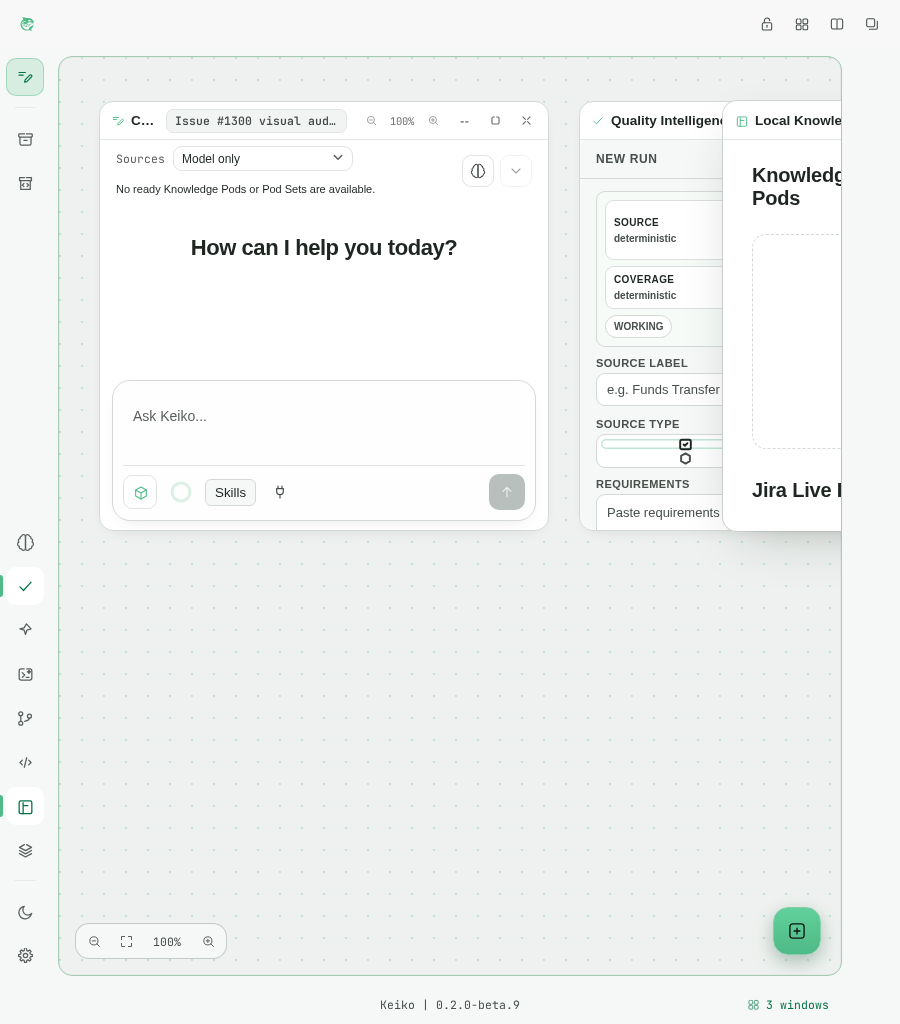 C...
Issue #1300 visual aud...
100%
Sources
Model only
No ready Knowledge Pods or Pod Sets are available.
How can I help you today?
Ask Keiko...
Skills
Quality Intelligenc
NEW RUN
SOURCE
deterministic
COVERAGE
deterministic
WORKING
SOURCE LABEL
e.g. Funds Transfer
SOURCE TYPE
REQUIREMENTS
Paste requirements
Local Knowle
Knowledg
Pods
Jira Live
100%
Keiko | 0.2.0-beta.9
3 windows